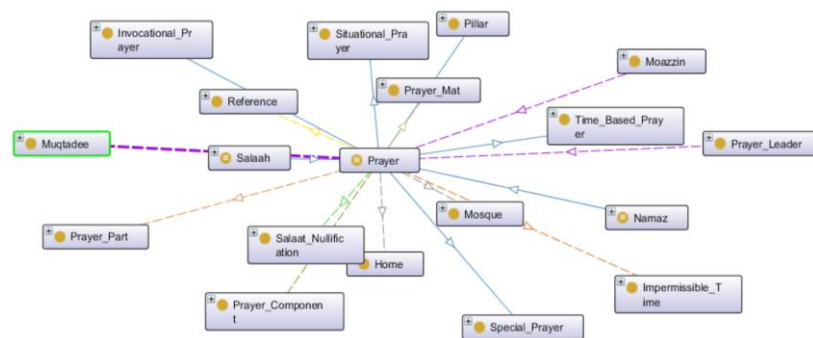 Pillar
Invocational_Pr
ayer
Situational_Pra
yer
Moazzin
Prayer_Mat
Reference
Time_Based_Pray
er
Muqtadee
Prayer_Leader
Salaah
Prayer
Mosque
Namaz
Prayer_Part
Salaat_Nullific
ation
Home
Impermissible_T
ime
Prayer_Componen
t
Special_Prayer